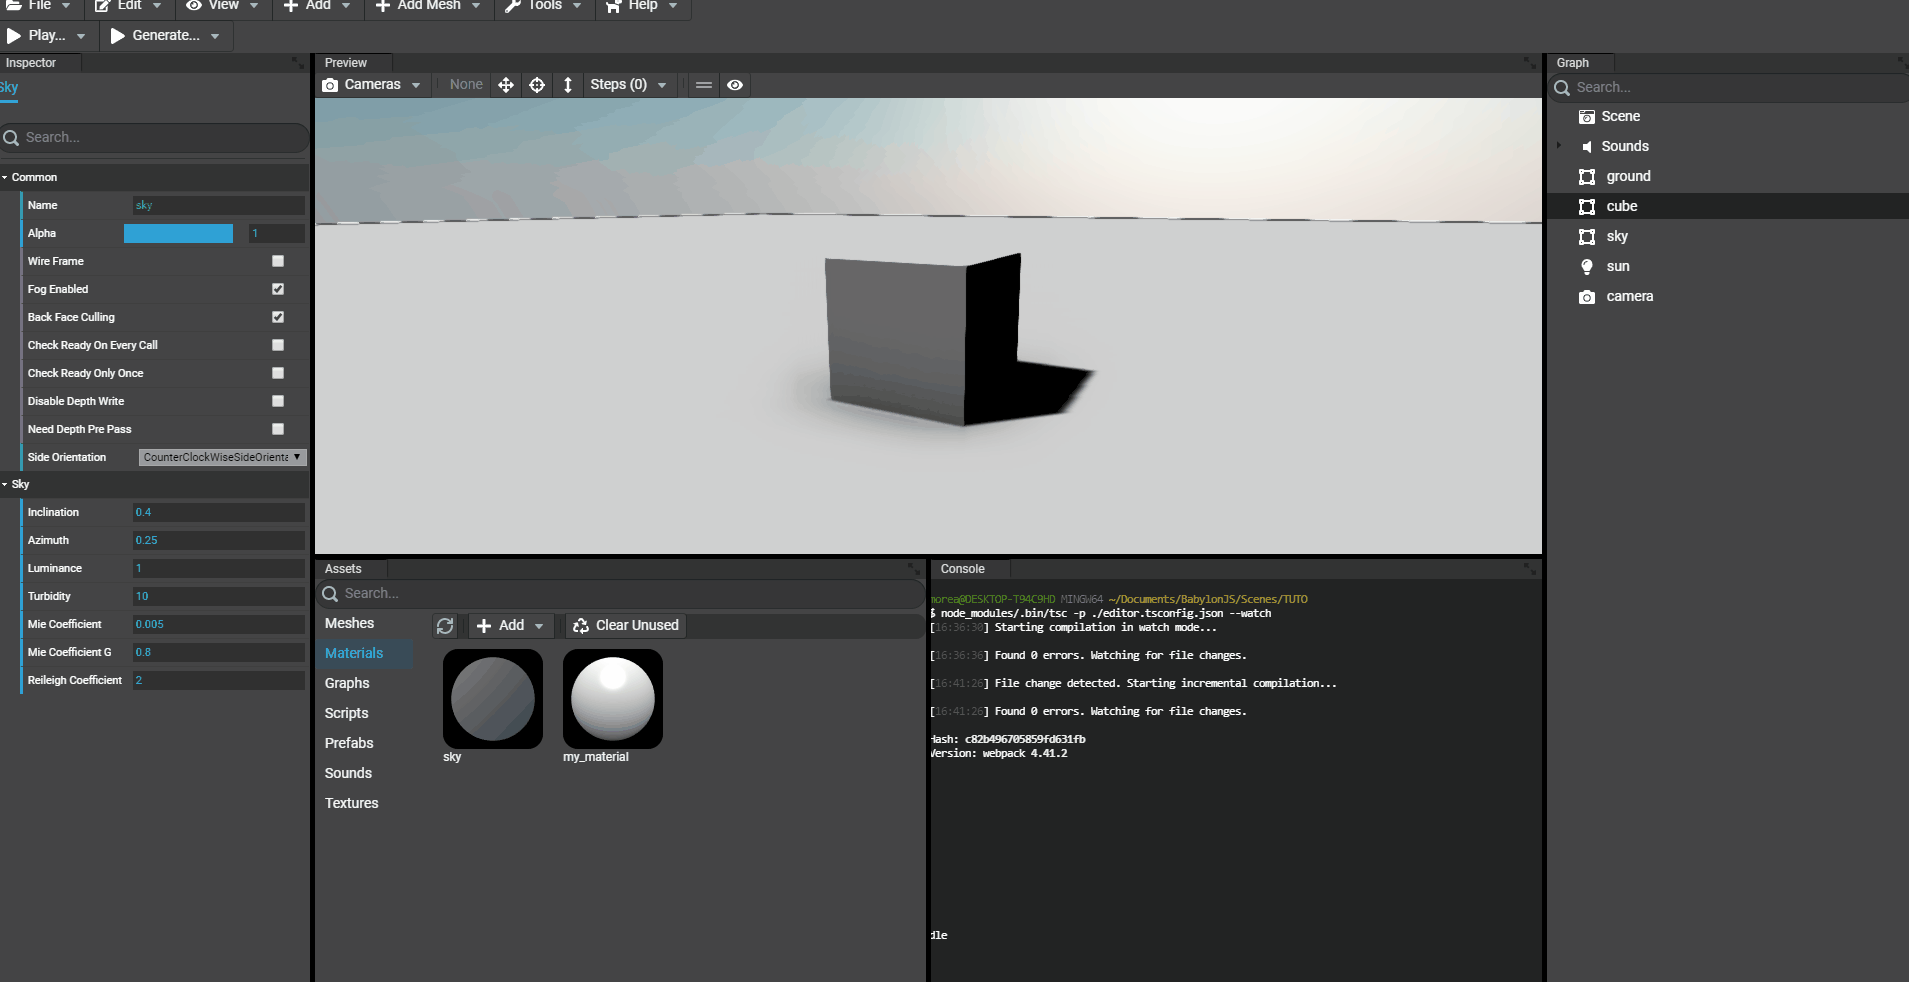 File Edit View Add Add Mesh Tools Help
Play... Generate...
Inspector
Sky
Search...
Common
Name sky
Alpha 1
Wire Frame
Fog Enabled
Back Face Culling
Check Ready On Every Call
Check Ready Only Once
Disable Depth Write
Need Depth Pre Pass
Side Orientation CounterClockWiseSideOrienta
Sky
Inclination 0.4
Azimuth 0.25
Luminance 1
Turbidity 10
Mie Coefficient 0.005
Mie Coefficient G 0.8
Reileigh Coefficient 2
Preview
Cameras None Steps (0)
Assets
Search...
Meshes
Materials
Graphs
Scripts
Prefabs
Sounds
Textures
Add Clear Unused
sky my_material
Console
morea@DESKTOP-T94C9HD MINGW64 ~/Documents/BabylonJS/Scenes/TUTO
$ node_modules/.bin/tsc -p ./editor.tsconfig.json --watch
[16:36:30] Starting compilation in watch mode...
[16:36:36] Found 0 errors. Watching for file changes.
[16:41:26] File change detected. Starting incremental compilation...
[16:41:26] Found 0 errors. Watching for file changes.
Hash: c82b496705859fd631fb
Version: webpack 4.41.2
dle
Graph
Search...
Scene
Sounds
ground
cube
sky
sun
camera